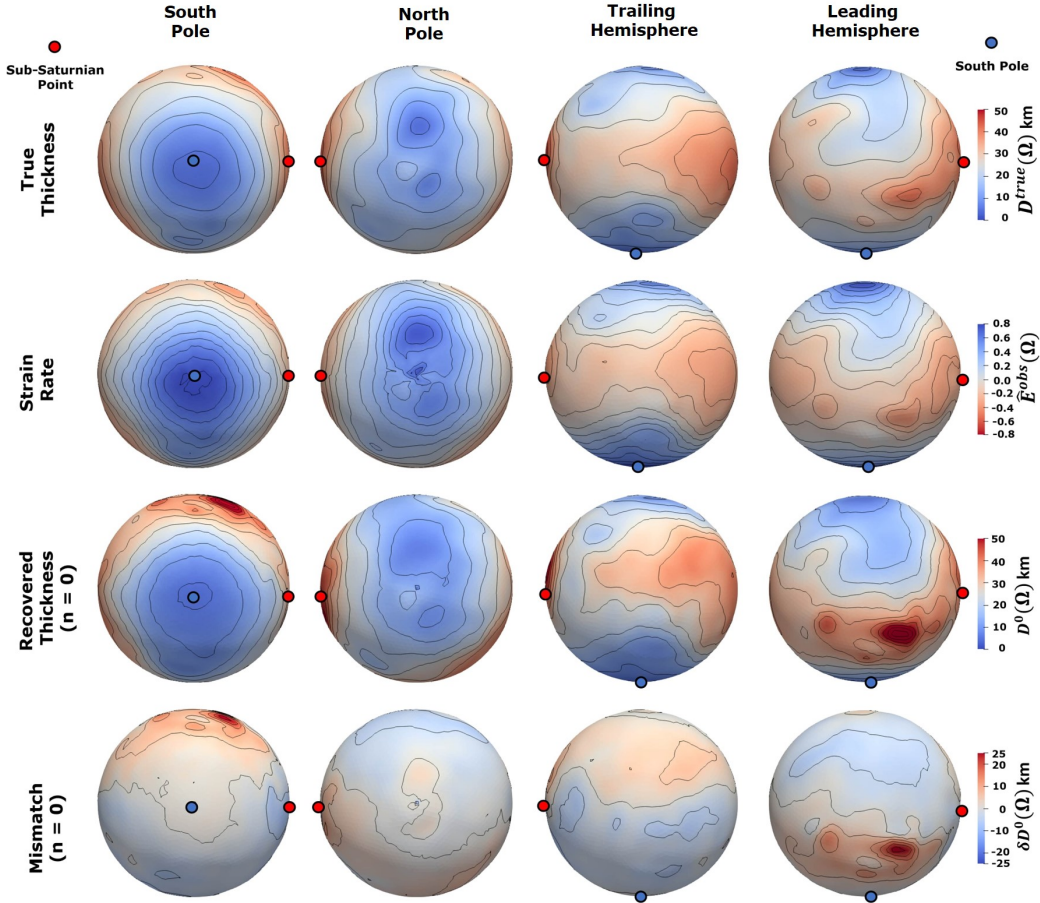 South
Pole
North
Pole
Trailing
Hemisphere
Leading
Hemisphere
Sub-Saturnian
Point
South Pole
True
Thickness
50
40
30
20
10
0
km
D^true(Ω)
Strain
Rate
0.8
0.6
0.4
0.2
0.0
-0.2
-0.4
-0.6
-0.8
Ê^obs(Ω)
Recovered
Thickness
(n = 0)
50
40
30
20
10
0
km
D⁰(Ω)
Mismatch
(n = 0)
25
20
10
0
-10
-20
-25
km
δD⁰(Ω)